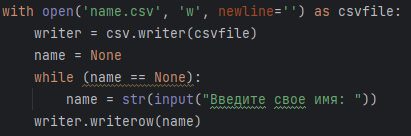 with open('name.csv', 'w', newline='') as csvfile:
    writer = csv.writer(csvfile)
    name = None
    while (name == None):
        name = str(input("Введите свое имя: "))
    writer.writerow(name)